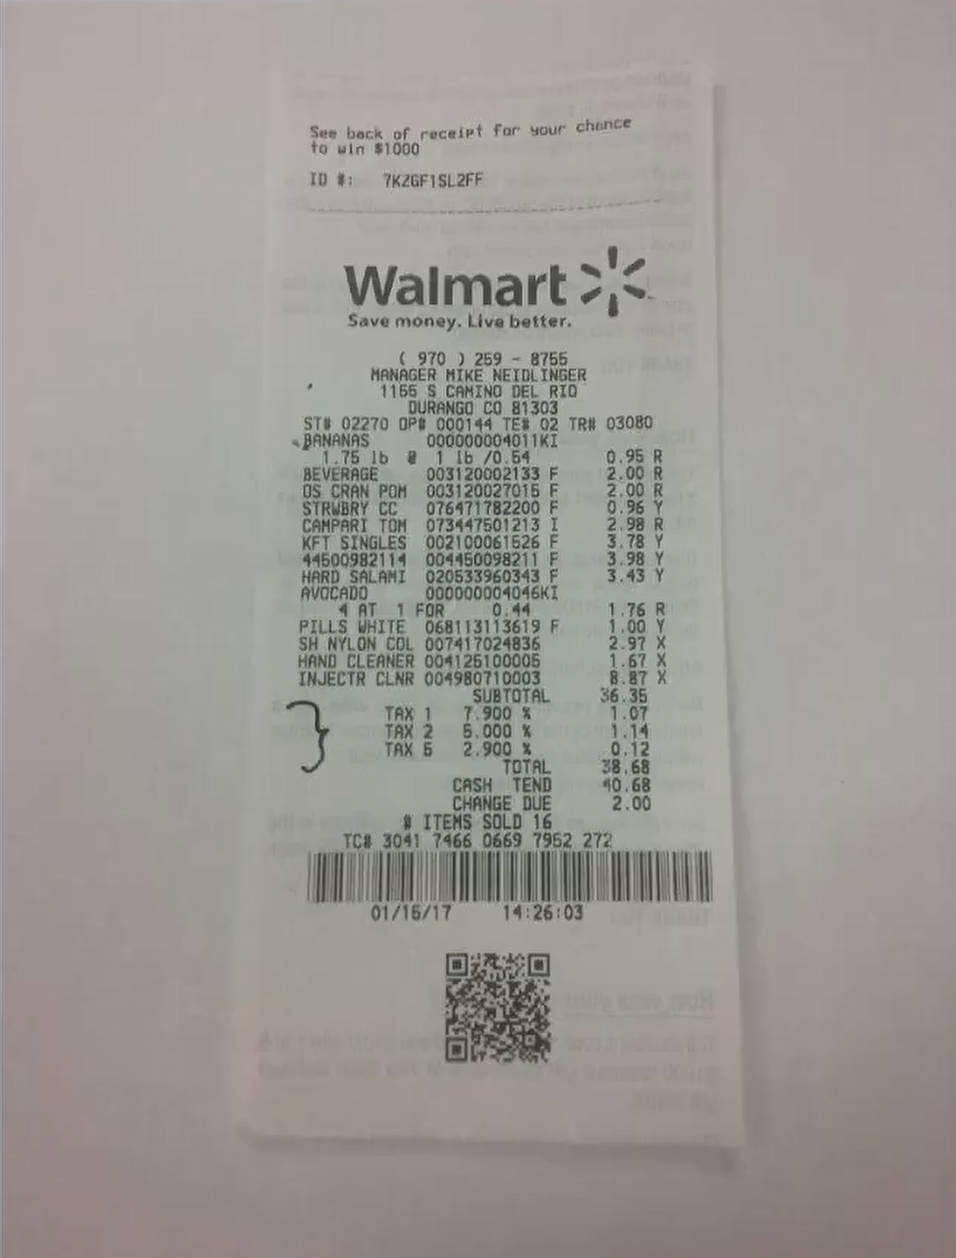 See back of receipt for your chance
to win $1000
ID #: 7KZGF1SL2FF
Walmart
Save money. Live better.
( 970 ) 259 - 8755
MANAGER MIKE NEIDLINGER
1155 S CAMINO DEL RIO
DURANGO CO 81303
ST# 02270 OP# 000144 TE# 02 TR# 03080
BANANAS 000000004011KI
1.75 lb @ 1 lb /0.54 0.95 R
BEVERAGE 003120002133 F 2.00 R
OS CRAN POM 003120027015 F 2.00 R
STRWBRY CC 076471782200 F 0.96 Y
CAMPARI TOM 073447501213 I 2.98 R
KFT SINGLES 002100061526 F 3.78 Y
44500982114 004450098211 F 3.98 Y
HARD SALAMI 020533960343 F 3.43 Y
AVOCADO 000000004046KI
4 AT 1 FOR 0.44 1.76 R
PILLS WHITE 068113113619 F 1.00 Y
SH NYLON COL 007417024836 2.97 X
HAND CLEANER 004125100005 1.67 X
INJECTR CLNR 004980710003 8.87 X
SUBTOTAL 36.35
TAX 1 7.900 % 1.07
TAX 2 5.000 % 1.14
TAX 5 2.900 % 0.12
TOTAL 38.68
CASH TEND 40.68
CHANGE DUE 2.00
# ITEMS SOLD 16
TC# 3041 7466 0669 7952 272
01/15/17 14:26:03